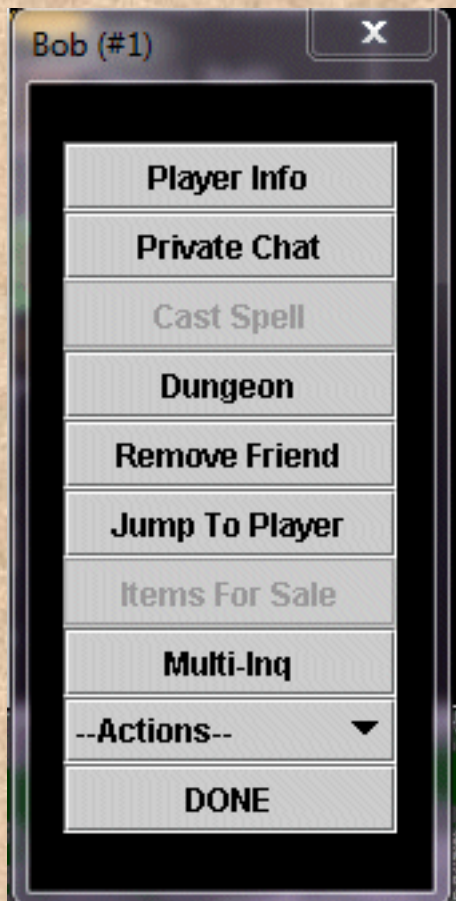 Bob (#1)
x
Player Info
Private Chat
Cast Spell
Dungeon
Remove Friend
Jump To Player
Items For Sale
Multi-Inq
--Actions--
DONE